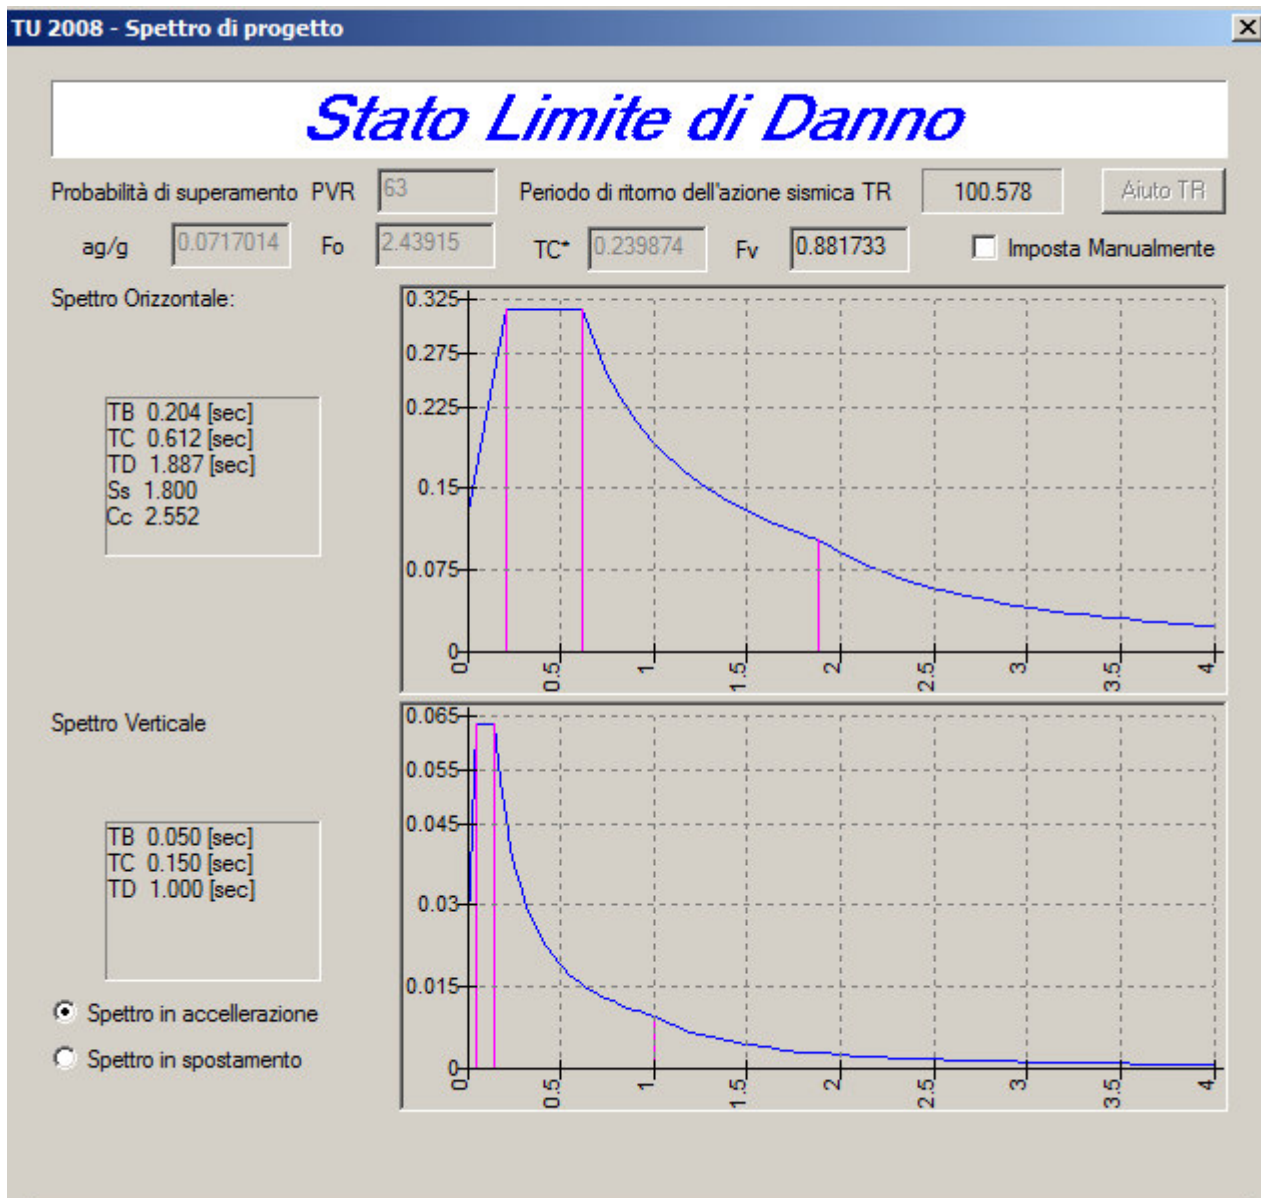 TU 2008 - Spettro di progetto
Stato Limite di Danno
Probabilità di superamento PVR 63 Periodo di ritorno dell'azione sismica TR 100.578 Aiuto TR
ag/g 0.0717014 Fo 2.43915 TC* 0.239874 Fv 0.881733 Imposta Manualmente
Spettro Orizzontale:
TB 0.204 [sec]
TC 0.612 [sec]
TD 1.887 [sec]
Ss 1.800
Cc 2.552
0.325
0.275
0.225
0.15
0.075
0
0 0.5 1 1.5 2 2.5 3 3.5 4
Spettro Verticale
TB 0.050 [sec]
TC 0.150 [sec]
TD 1.000 [sec]
0.065
0.055
0.045
0.03
0.015
0
0 0.5 1 1.5 2 2.5 3 3.5 4
Spettro in accellerazione
Spettro in spostamento